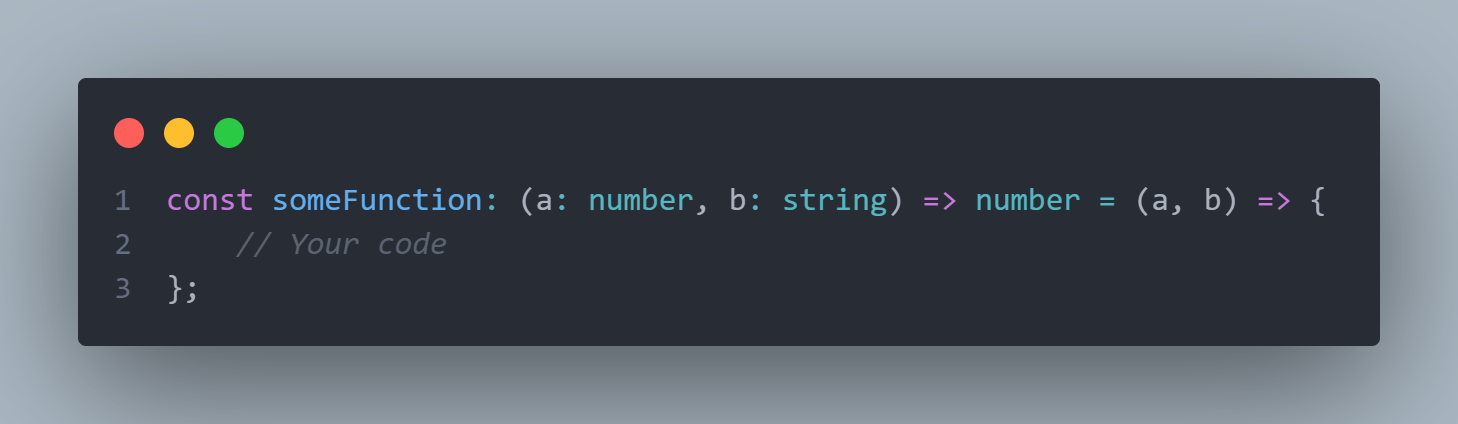 1 const someFunction: (a: number, b: string) => number = (a, b) => {
2     // Your code
3 };